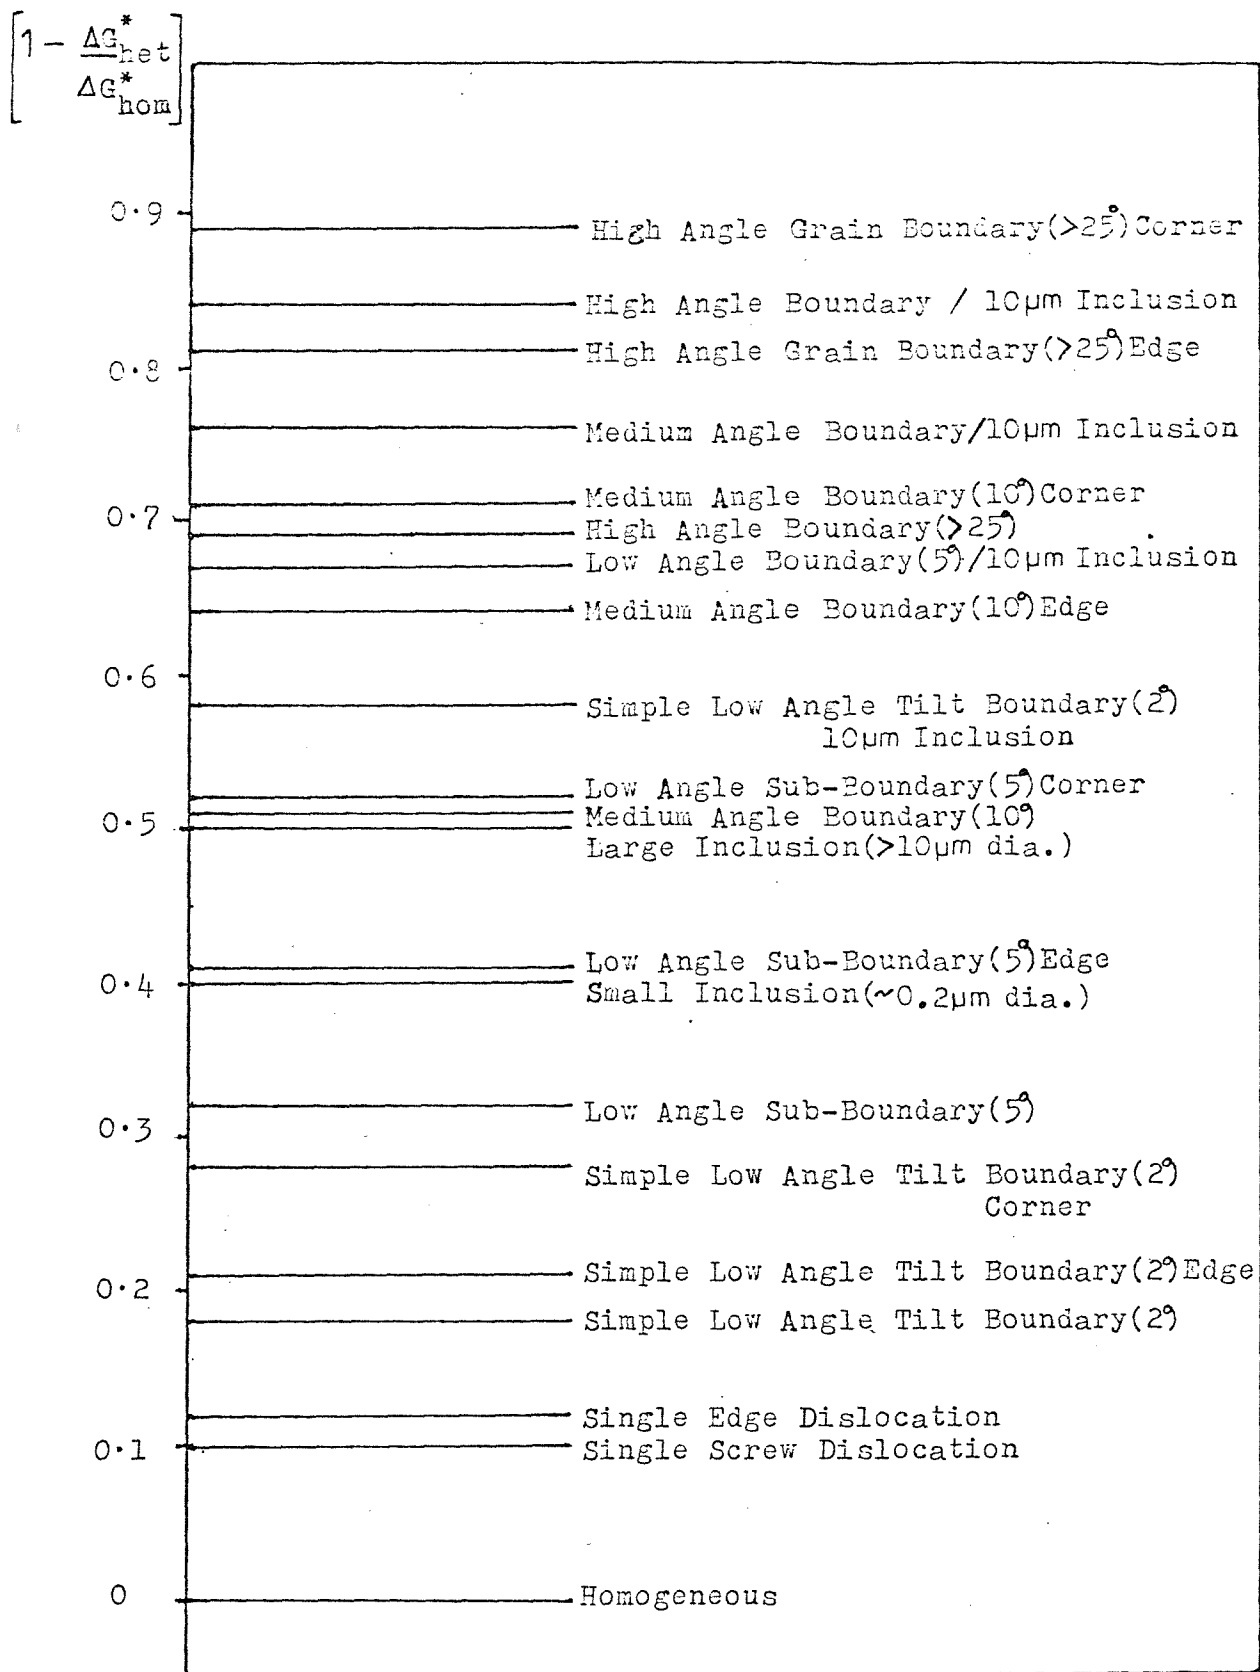 [1 - ΔG*het / ΔG*hom]
0.9
High Angle Grain Boundary(>25°)Corner
High Angle Boundary / 10μm Inclusion
High Angle Grain Boundary(>25°)Edge
0.8
Medium Angle Boundary/10μm Inclusion
Medium Angle Boundary(10°)Corner
0.7
High Angle Boundary(>25°)
Low Angle Boundary(5°)/10μm Inclusion
Medium Angle Boundary(10°)Edge
0.6
Simple Low Angle Tilt Boundary(2°)
10μm Inclusion
Low Angle Sub-Boundary(5°)Corner
0.5
Medium Angle Boundary(10°)
Large Inclusion(>10μm dia.)
Low Angle Sub-Boundary(5°)Edge
0.4
Small Inclusion(~0.2μm dia.)
Low Angle Sub-Boundary(5°)
0.3
Simple Low Angle Tilt Boundary(2°)
Corner
Simple Low Angle Tilt Boundary(2°)Edge
0.2
Simple Low Angle Tilt Boundary(2°)
Single Edge Dislocation
0.1
Single Screw Dislocation
0
Homogeneous